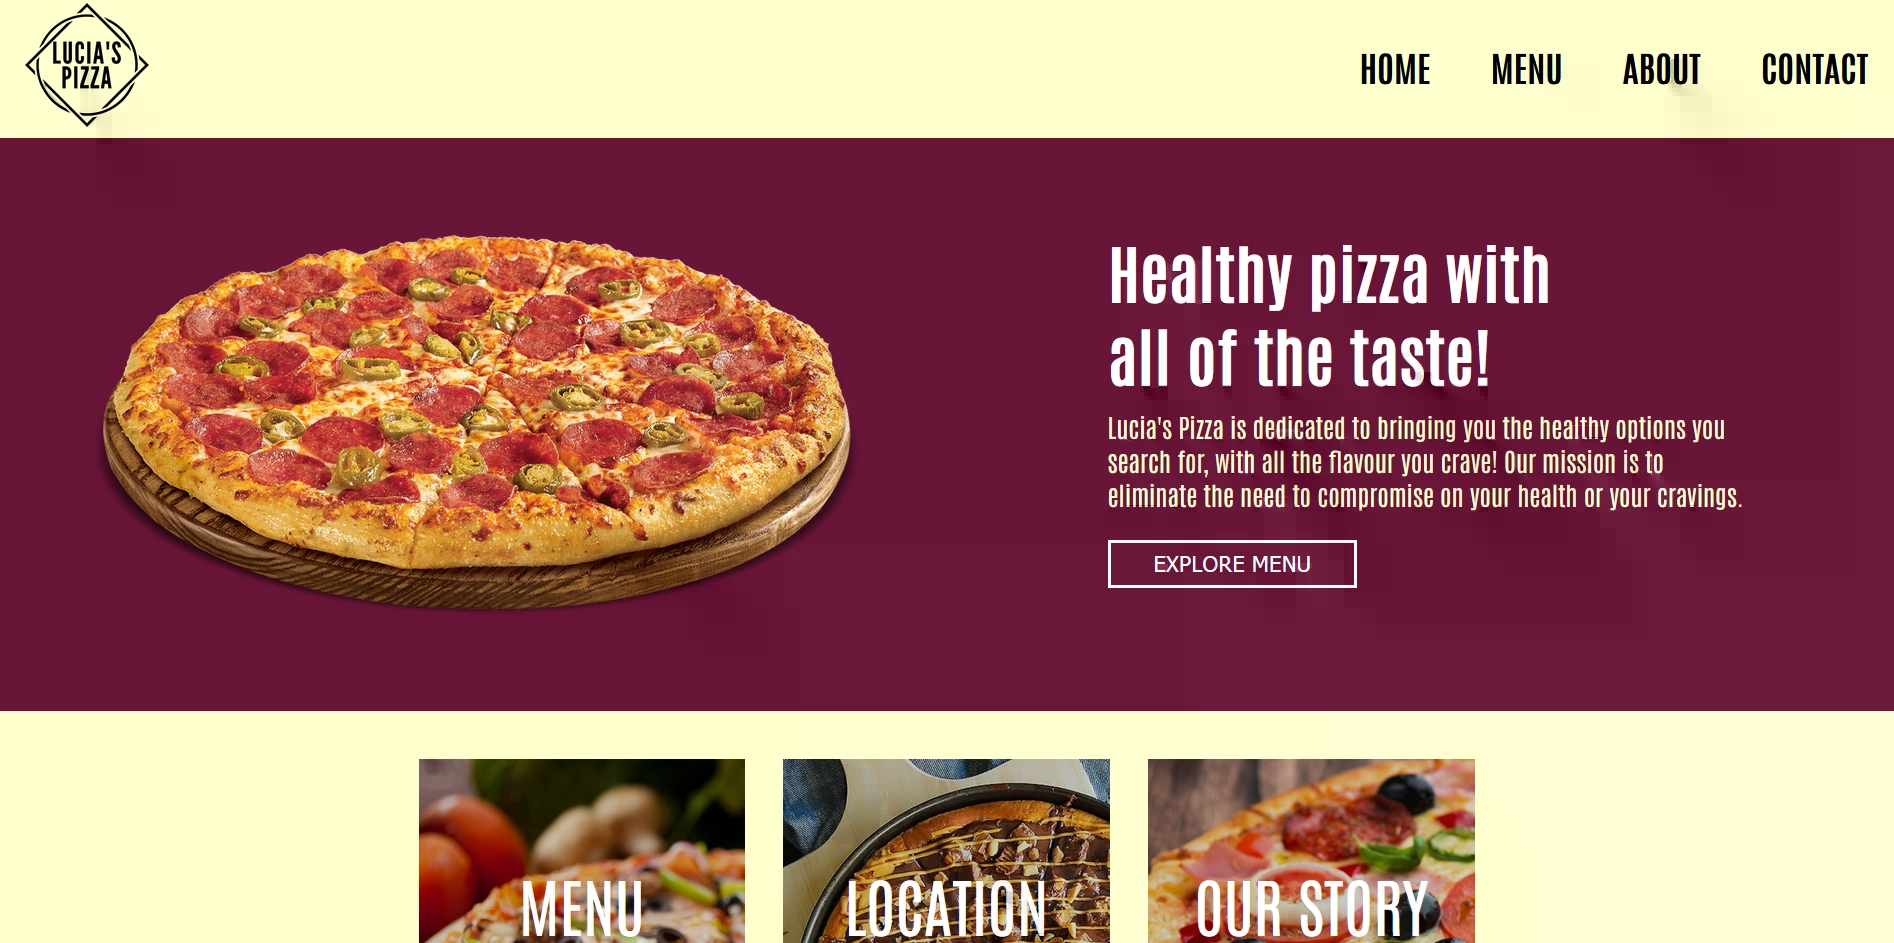 LUCIA'S
PIZZA
HOME MENU ABOUT CONTACT
Healthy pizza with
all of the taste!
Lucia's Pizza is dedicated to bringing you the healthy options you
search for, with all the flavour you crave! Our mission is to
eliminate the need to compromise on your health or your cravings.
EXPLORE MENU
MENU LOCATION OUR STORY